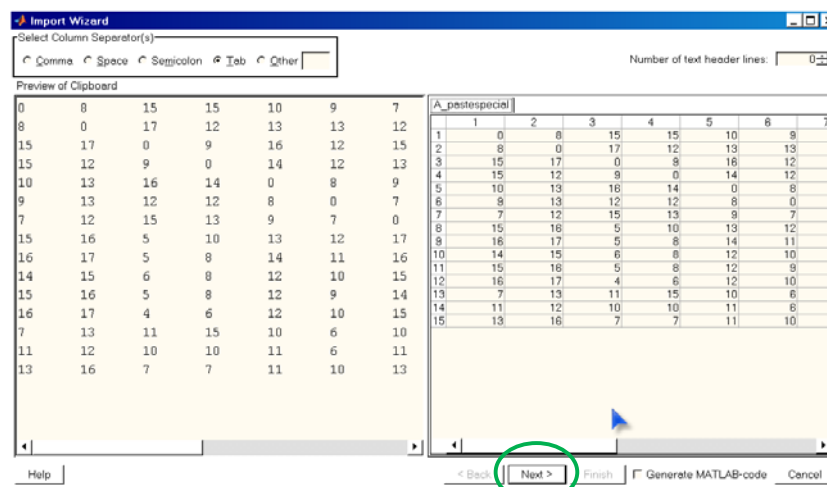 Import Wizard
Select Column Separator(s)
Comma Space Semicolon Tab Other
Number of text header lines: 0
Preview of Clipboard
0 8 15 15 10 9 7
8 0 17 12 13 13 12
15 17 0 9 16 12 15
15 12 9 0 14 12 13
10 13 16 14 0 8 9
9 13 12 12 8 0 7
7 12 15 13 9 7 0
15 16 5 10 13 12 17
16 17 5 8 14 11 16
14 15 6 8 12 10 15
15 16 5 8 12 9 14
16 17 4 6 12 10 15
7 13 11 15 10 6 10
11 12 10 10 11 6 11
13 16 7 7 11 10 13
A_pastespecial
1 2 3 4 5 6 7
1 0 8 15 15 10 9
2 8 0 17 12 13 13
3 15 17 0 9 16 12
4 15 12 9 0 14 12
5 10 13 16 14 0 8
6 9 13 12 12 8 0
7 7 12 15 13 9 7
8 15 16 5 10 13 12
9 16 17 5 8 14 11
10 14 15 6 8 12 10
11 15 16 5 8 12 9
12 16 17 4 6 12 10
13 7 13 11 15 10 6
14 11 12 10 10 11 6
15 13 16 7 7 11 10
Help < Back Next > Finish Generate MATLAB-code Cancel